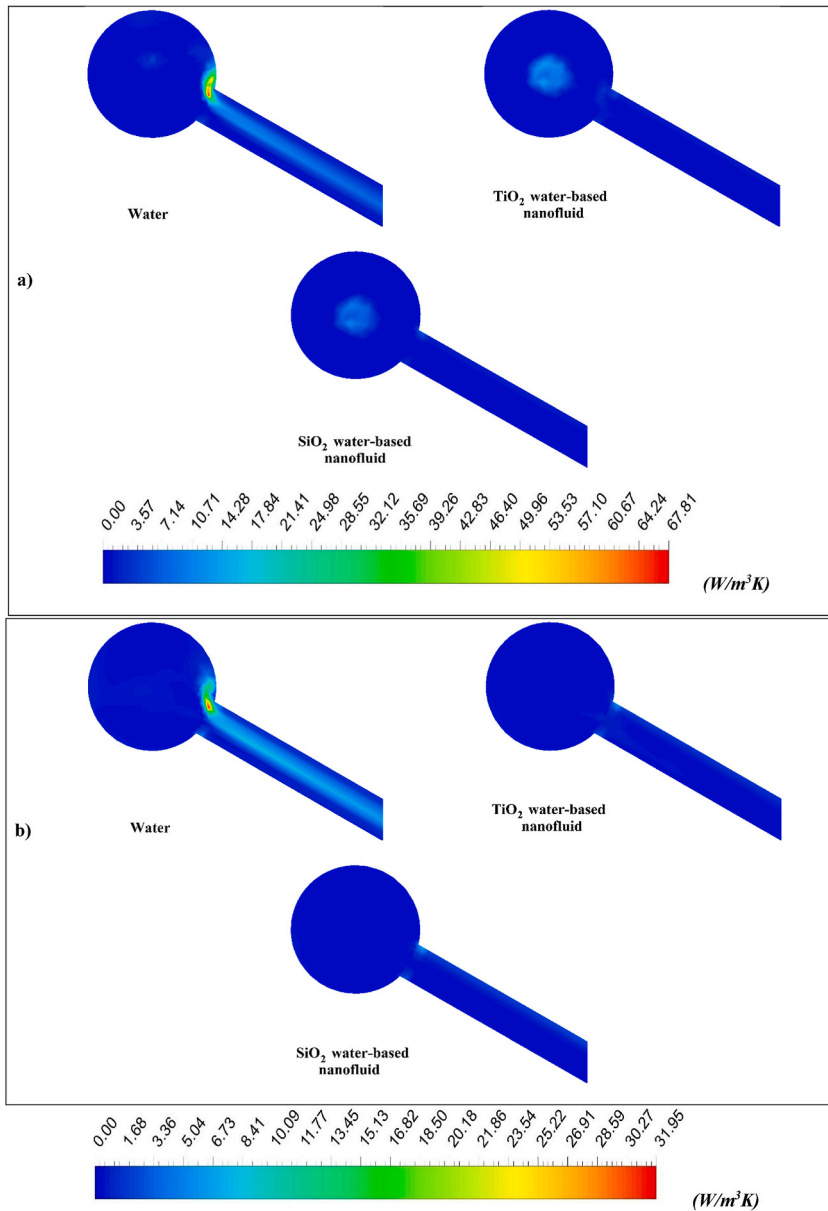 Water
TiO₂ water-based
nanofluid
a)
SiO₂ water-based
nanofluid
0.00 3.57 7.14 10.71 14.28 17.84 21.41 24.98 28.55 32.12 35.69 39.26 42.83 46.40 49.96 53.53 57.10 60.67 64.24 67.81
(W/m³K)
b)
Water
TiO₂ water-based
nanofluid
SiO₂ water-based
nanofluid
0.00 1.68 3.36 5.04 6.73 8.41 10.09 11.77 13.45 15.13 16.82 18.50 20.18 21.86 23.54 25.22 26.91 28.59 30.27 31.95
(W/m³K)